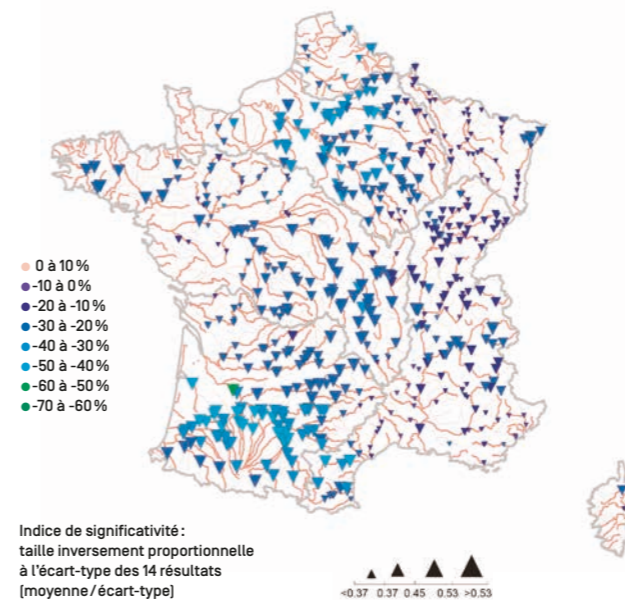 0 à 10 %
-10 à 0 %
-20 à -10 %
-30 à -20 %
-40 à -30 %
-50 à -40 %
-60 à -50 %
-70 à -60 %
Indice de significativité :
taille inversement proportionnelle
à l'écart-type des 14 résultats
(moyenne / écart-type)
<0.37 0.37 0.45 0.53 >0.53